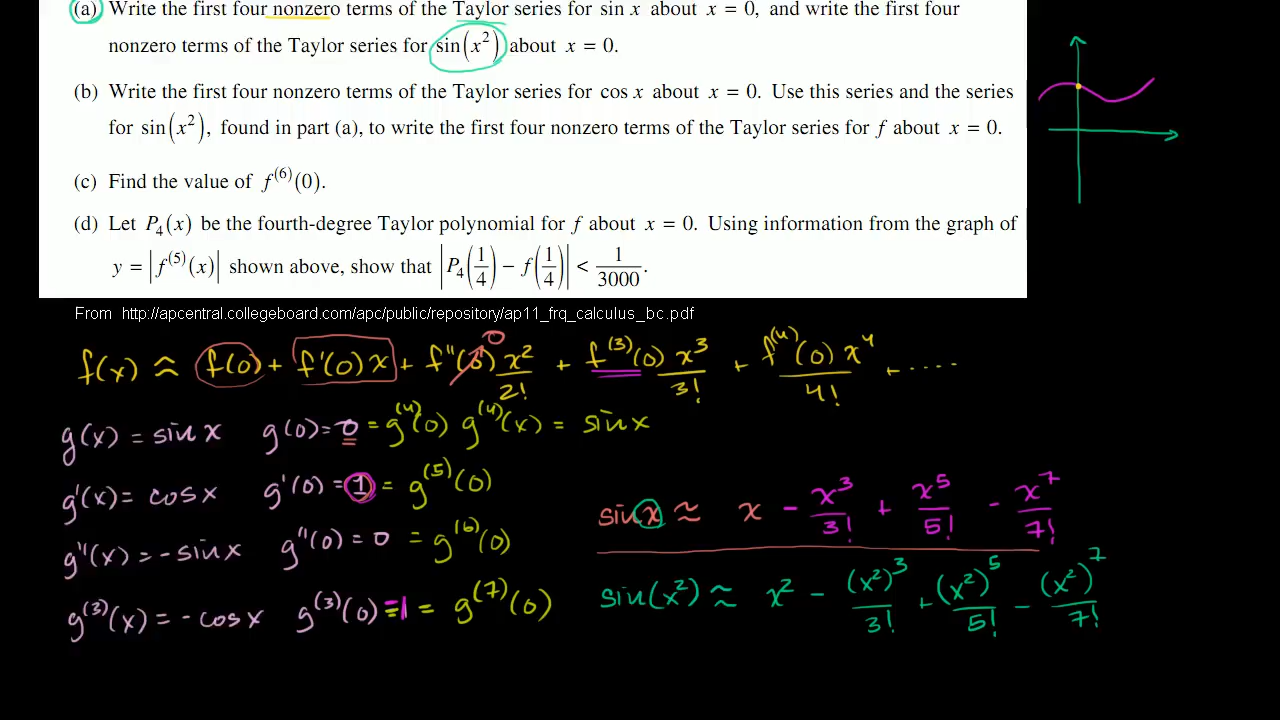 (a) Write the first four nonzero terms of the Taylor series for sin x about x = 0, and write the first four
nonzero terms of the Taylor series for sin(x²) about x = 0.
(b) Write the first four nonzero terms of the Taylor series for cos x about x = 0. Use this series and the series
for sin(x²), found in part (a), to write the first four nonzero terms of the Taylor series for f about x = 0.
(c) Find the value of f⁽⁶⁾(0).
(d) Let P₄(x) be the fourth-degree Taylor polynomial for f about x = 0. Using information from the graph of
y = |f⁽⁵⁾(x)| shown above, show that |P₄(1/4) − f(1/4)| < 1/3000.
From http://apcentral.collegeboard.com/apc/public/repository/ap11_frq_calculus_bc.pdf
f(x) ≈ f(0) + f'(0)x + f''(0) x²/2! + f⁽³⁾(0) x³/3! + f⁽⁴⁾(0) x⁴/4! + ....
0
g(x) = sin x g(0) = 0 = g⁽⁴⁾(0) g⁽⁴⁾(x) = sin x
g'(x) = cos x g'(0) = 1 = g⁽⁵⁾(0)
sin x ≈ x − x³/3! + x⁵/5! − x⁷/7!
g''(x) = − sin x g''(0) = 0 = g⁽⁶⁾(0)
sin(x²) ≈ x² − (x²)³/3! + (x²)⁵/5! − (x²)⁷/7!
g⁽³⁾(x) = − cos x g⁽³⁾(0) = -1 = g⁽⁷⁾(0)